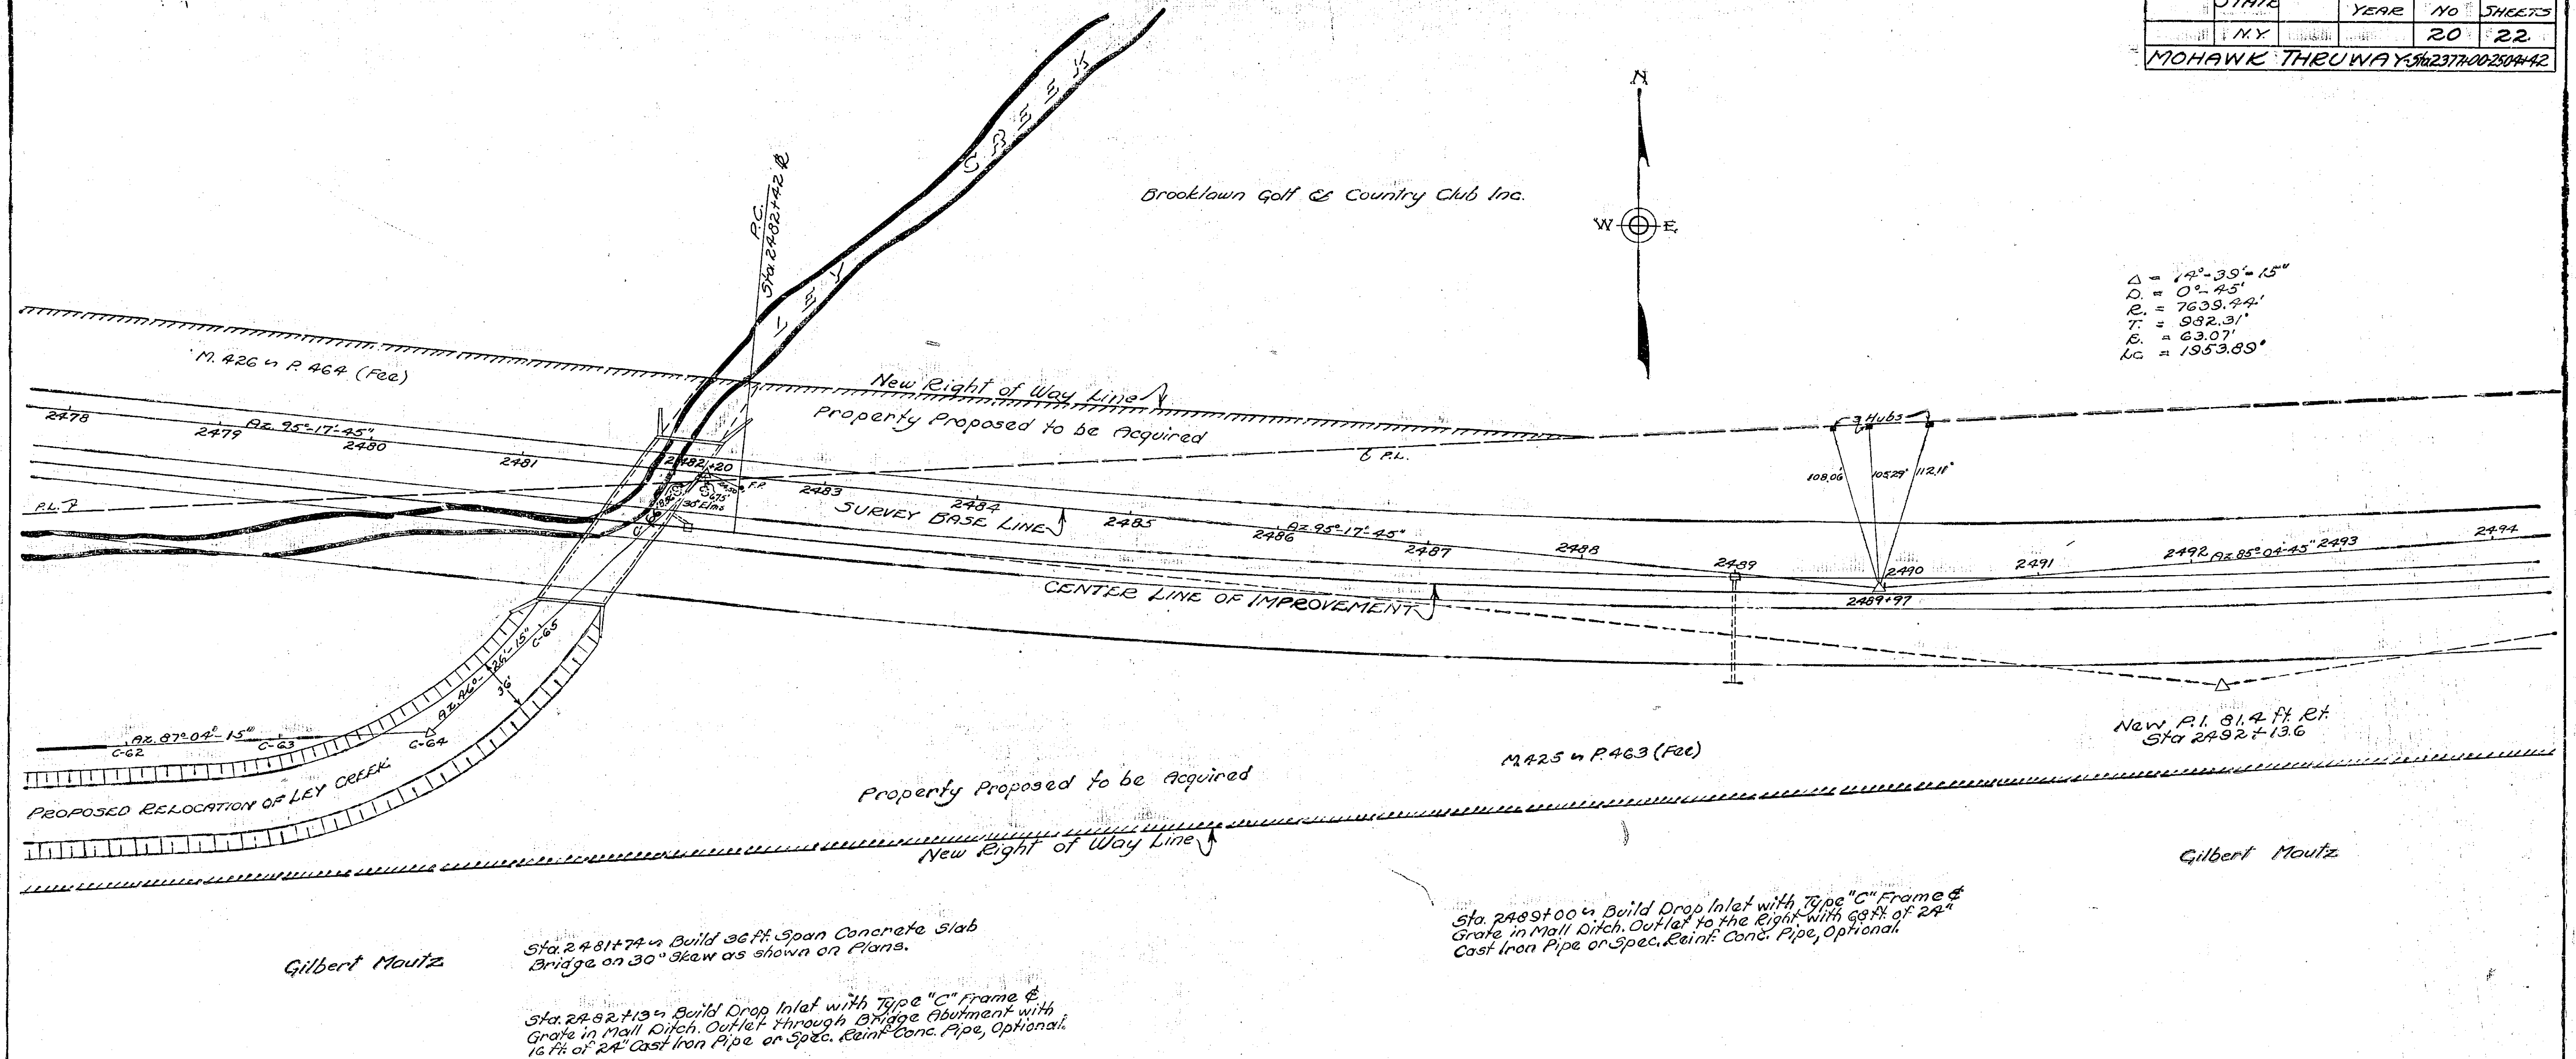 STATE YEAR NO SHEETS
N.Y. 20 22
MOHAWK THRUWAY-Sta2377+00-2504+42
N
W E
P.C.
Sta 2482+42 ℄
LEY CREEK
Brooklawn Golf & Country Club Inc.
Δ = 14°-39'-15"
D. = 0°-45'
R. = 7639.44'
T. = 982.31'
E. = 63.07'
Lc = 1953.89'
M. 426 ~ P. 464 (Fee)
New Right of Way Line
Property Proposed to be Acquired
3 Hubs
108.06' 105.29' 112.11'
P.L.
2478 2479 Az. 95°-17'-45" 2480 2481 2482+20 2483 2484 2485 2486 Az 95°-17'-45" 2487 2488 2489 2490 2491 2492 Az 85°-04'-45" 2493 2494
P.L.
F.P.
30" Elms
SURVEY BASE LINE
CENTER LINE OF IMPROVEMENT
2489+97
Az. 46°-26'-15" C-65
36'
Az. 87°-04'-15"
C-62 C-63 C-64
PROPOSED RELOCATION OF LEY CREEK
New P.I. 81.4 ft. Rt.
Sta 2492+13.6
M.425 ~ P.463 (Fee)
Property Proposed to be Acquired
New Right of Way Line
Gilbert Mautz
Gilbert Mautz
Sta. 2481+74 ~ Build 36 ft. Span Concrete Slab
Bridge on 30° Skew as shown on Plans.
Sta. 2489+00 ~ Build Drop Inlet with Type "C" Frame &
Grate in Mall Ditch. Outlet to the Right with 68 ft. of 24"
Cast Iron Pipe or Spec. Reinf. Conc. Pipe, Optional.
Sta. 2482+13 ~ Build Drop Inlet with Type "C" Frame &
Grate in Mall Ditch. Outlet through Bridge Abutment with
16 ft. of 24" Cast Iron Pipe or Spec. Reinf Conc. Pipe, Optional.